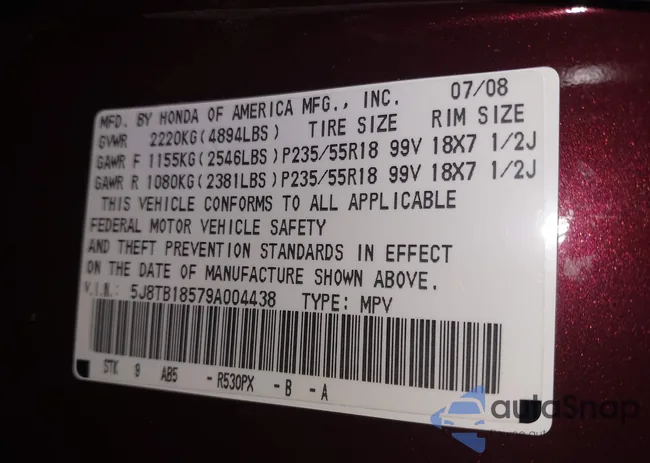 MFD. BY HONDA OF AMERICA MFG., INC. 07/08
GVWR 2220KG(4894LBS) TIRE SIZE RIM SIZE
GAWR F 1155KG(2546LBS)P235/55R18 99V 18X7 1/2J
GAWR R 1080KG(2381LBS)P235/55R18 99V 18X7 1/2J
THIS VEHICLE CONFORMS TO ALL APPLICABLE
FEDERAL MOTOR VEHICLE SAFETY
AND THEFT PREVENTION STANDARDS IN EFFECT
ON THE DATE OF MANUFACTURE SHOWN ABOVE.
V.I.N.: 5J8TB18579A004438 TYPE: MPV
STK 9 AB5 -R530PX -B -A
autoSnap